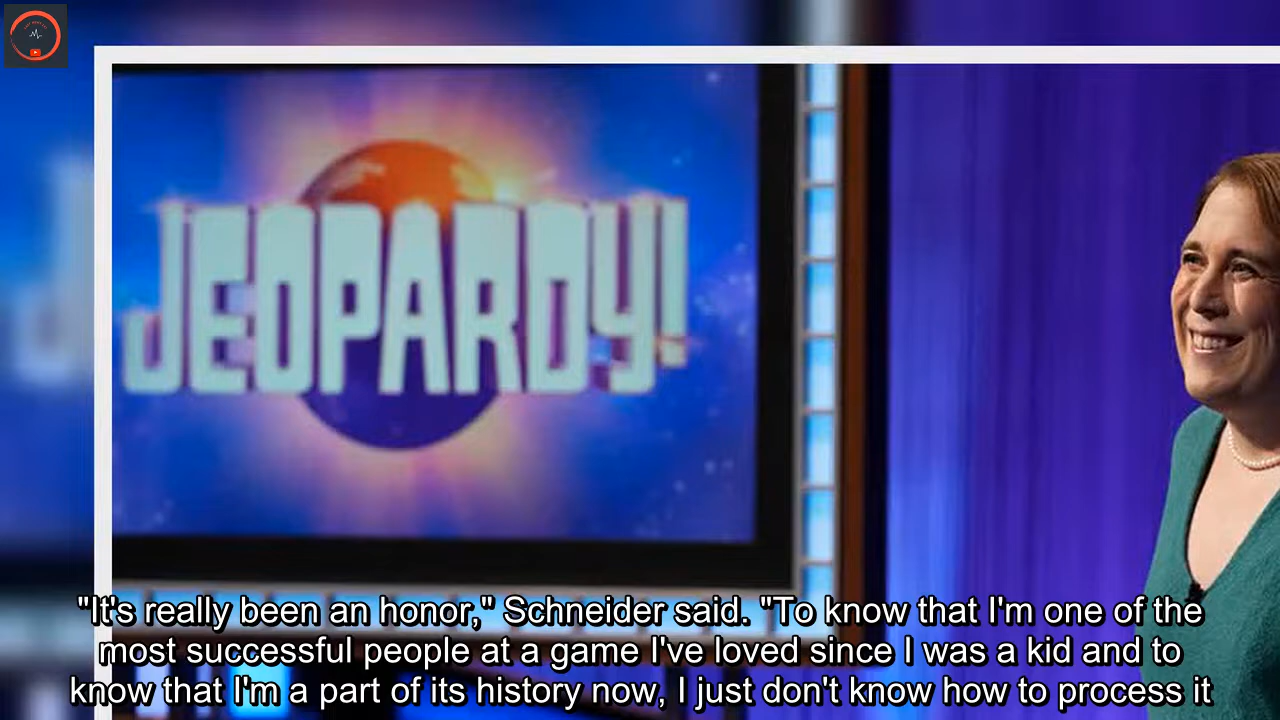 JEOPARDY!
"It's really been an honor," Schneider said. "To know that I'm one of the
most successful people at a game I've loved since I was a kid and to
know that I'm a part of its history now, I just don't know how to process it